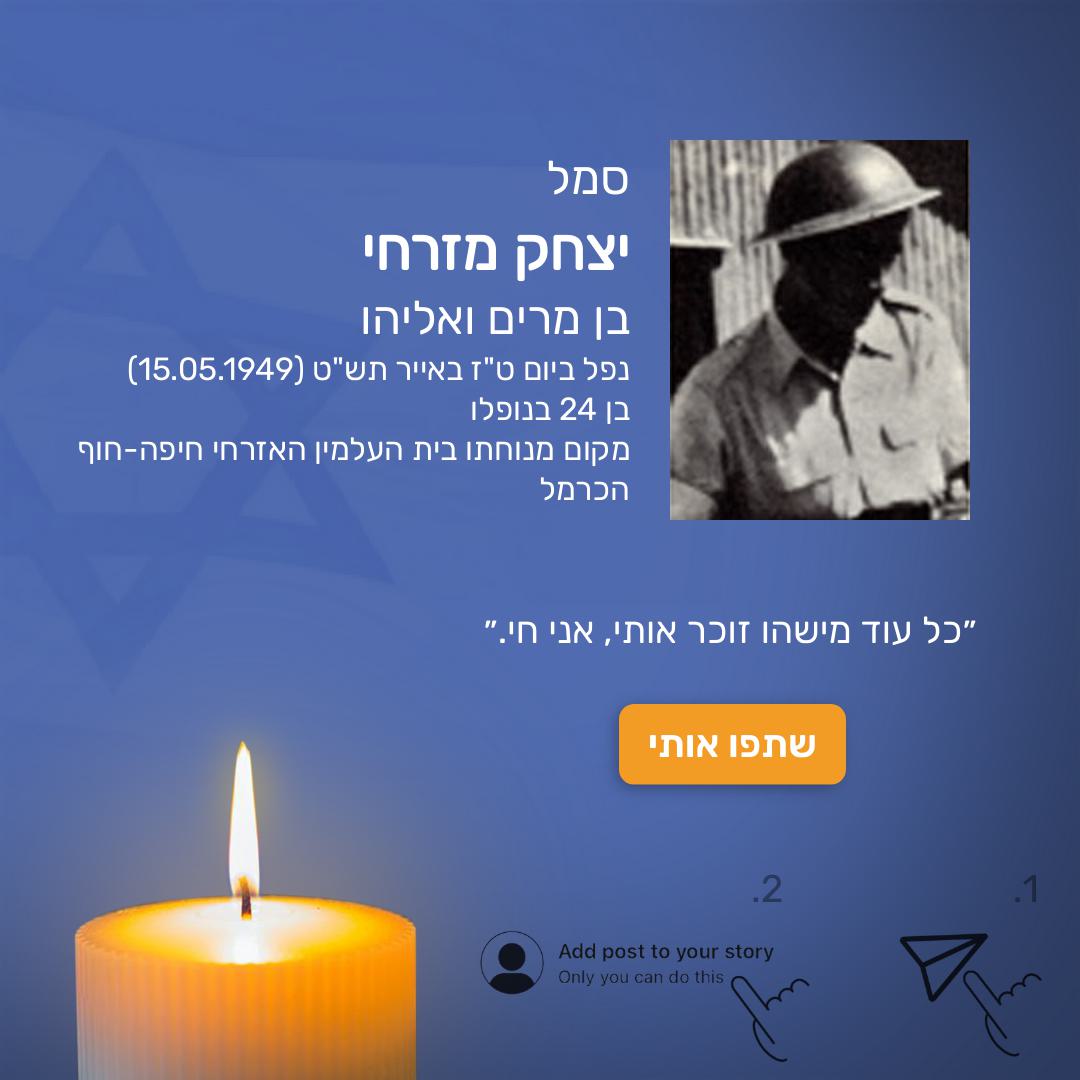 סמל
יצחק מזרחי
בן מרים ואליהו
נפל ביום ט"ז באייר תש"ט (15.05.1949)
בן 24 בנופלו
מקום מנוחתו בית העלמין האזרחי חיפה-חוף
הכרמל
״כל עוד מישהו זוכר אותי, אני חי.״
שתפו אותי
.1
.2
Add post to your story
Only you can do this